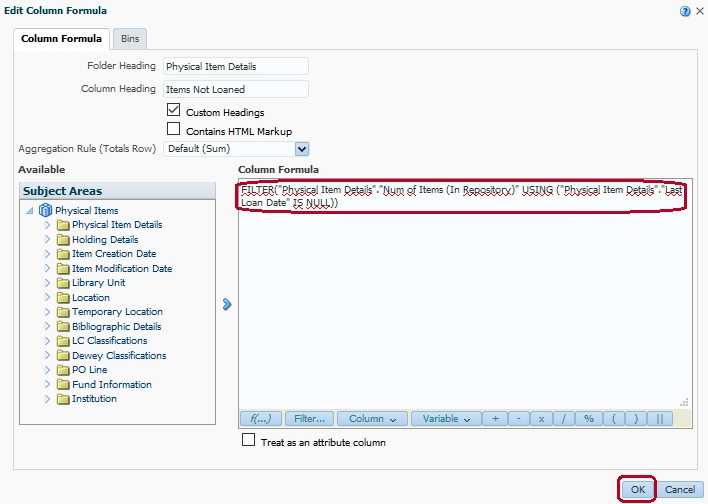 Edit Column Formula
Column Formula
Bins
Folder Heading Physical Item Details
Column Heading Items Not Loaned
Custom Headings
Contains HTML Markup
Aggregation Rule (Totals Row) Default (Sum)
Available
Subject Areas
Physical Items
Physical Item Details
Holding Details
Item Creation Date
Item Modification Date
Library Unit
Location
Temporary Location
Bibliographic Details
LC Classifications
Dewey Classifications
PO Line
Fund Information
Institution
Column Formula
FILTER("Physical Item Details"."Num of Items (In Repository)" USING ("Physical Item Details"."Last
Loan Date" IS NULL))
f(...) Filter... Column Variable + - x / % ( ) ||
Treat as an attribute column
OK Cancel